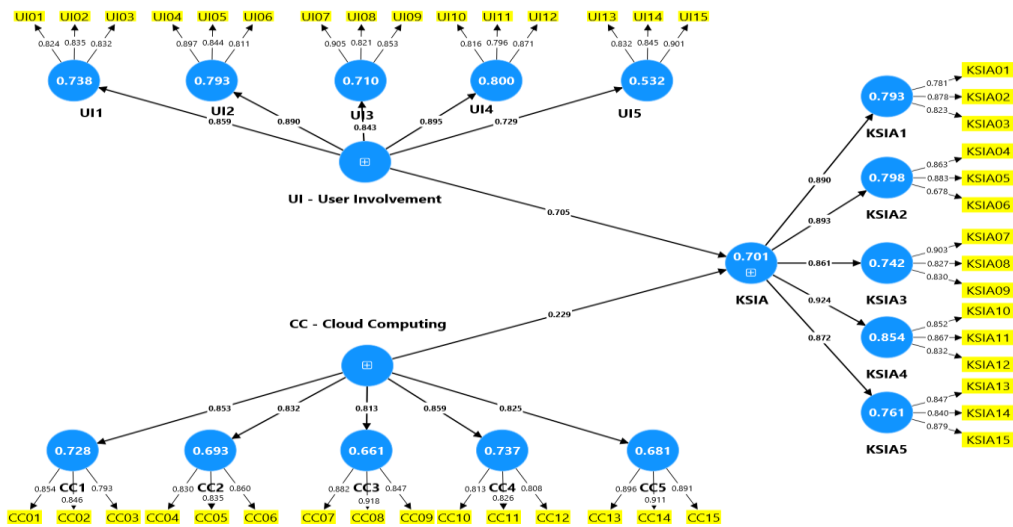 UI01 UI02 UI03 UI04 UI05 UI06 UI07 UI08 UI09 UI10 UI11 UI12 UI13 UI14 UI15
0.824 0.835 0.832 0.897 0.844 0.811 0.905 0.821 0.853 0.816 0.796 0.871 0.832 0.845 0.901
0.738 0.793 0.710 0.800 0.532
UI1 UI2 UI3 UI4 UI5
0.859 0.890 0.843 0.895 0.729
UI - User Involvement
0.705
0.701
KSIA
CC - Cloud Computing
0.229
0.890
0.893
0.861
0.924
0.872
0.793
KSIA1
0.781 KSIA01
0.878 KSIA02
0.823 KSIA03
0.798
KSIA2
0.863 KSIA04
0.883 KSIA05
0.678 KSIA06
0.742
KSIA3
0.903 KSIA07
0.827 KSIA08
0.830 KSIA09
0.854
KSIA4
0.852 KSIA10
0.867 KSIA11
0.832 KSIA12
0.761
KSIA5
0.847 KSIA13
0.840 KSIA14
0.879 KSIA15
0.853 0.832 0.813 0.859 0.825
0.728 0.693 0.661 0.737 0.681
CC1 CC2 CC3 CC4 CC5
0.854 0.846 0.793 0.830 0.835 0.860 0.882 0.918 0.847 0.813 0.826 0.808 0.896 0.911 0.891
CC01 CC02 CC03 CC04 CC05 CC06 CC07 CC08 CC09 CC10 CC11 CC12 CC13 CC14 CC15